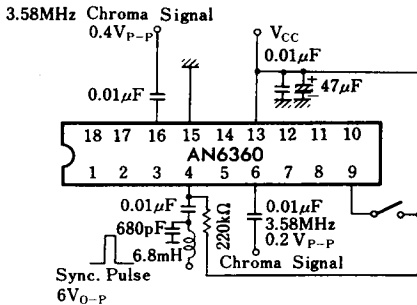 3.58MHz Chroma Signal
0.4VP-P
VCC
0.01μF
0.01μF
+
47μF
−
18 17 16 15 14 13 12 11 10
AN6360
1 2 3 4 5 6 7 8 9
0.01μF
680pF
6.8mH
220kΩ
0.01μF
3.58MHz
0.2 VP-P
Chroma Signal
Sync. Pulse
6VO-P